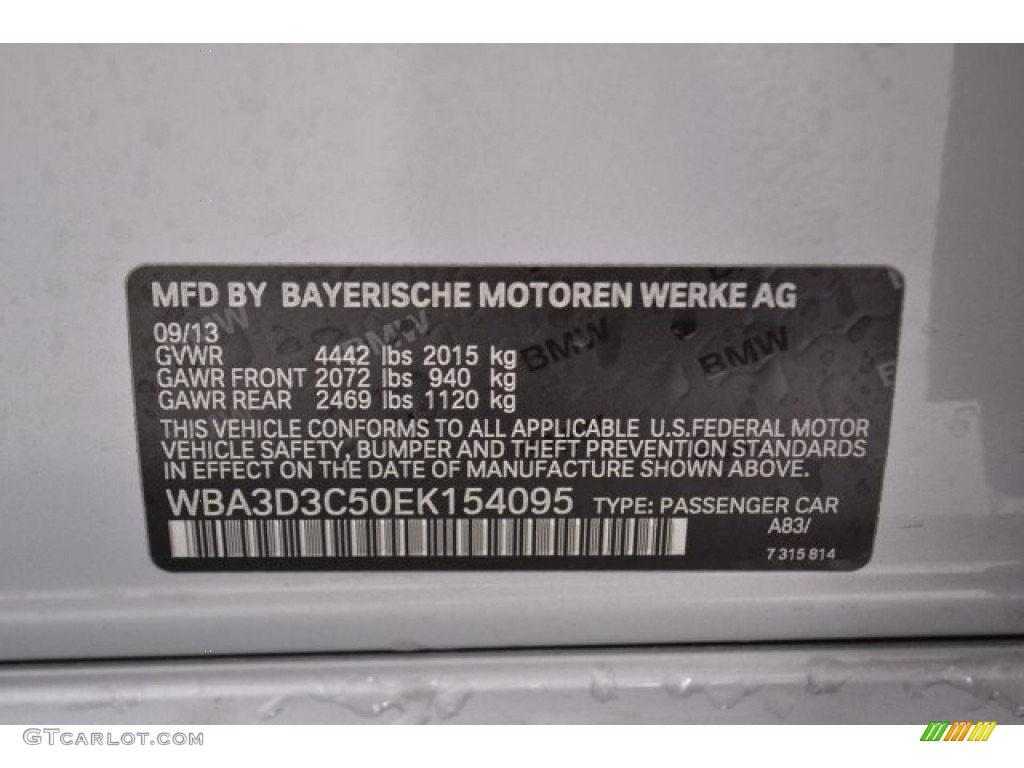 MFD BY BAYERISCHE MOTOREN WERKE AG
BMW BMW BMW BMW
09/13
GVWR 4442 lbs 2015 kg
GAWR FRONT 2072 lbs 940 kg
GAWR REAR 2469 lbs 1120 kg
THIS VEHICLE CONFORMS TO ALL APPLICABLE U.S.FEDERAL MOTOR
VEHICLE SAFETY, BUMPER AND THEFT PREVENTION STANDARDS
IN EFFECT ON THE DATE OF MANUFACTURE SHOWN ABOVE.
WBA3D3C50EK154095 TYPE: PASSENGER CAR
A83/
7 315 814
GTCARLOT.COM